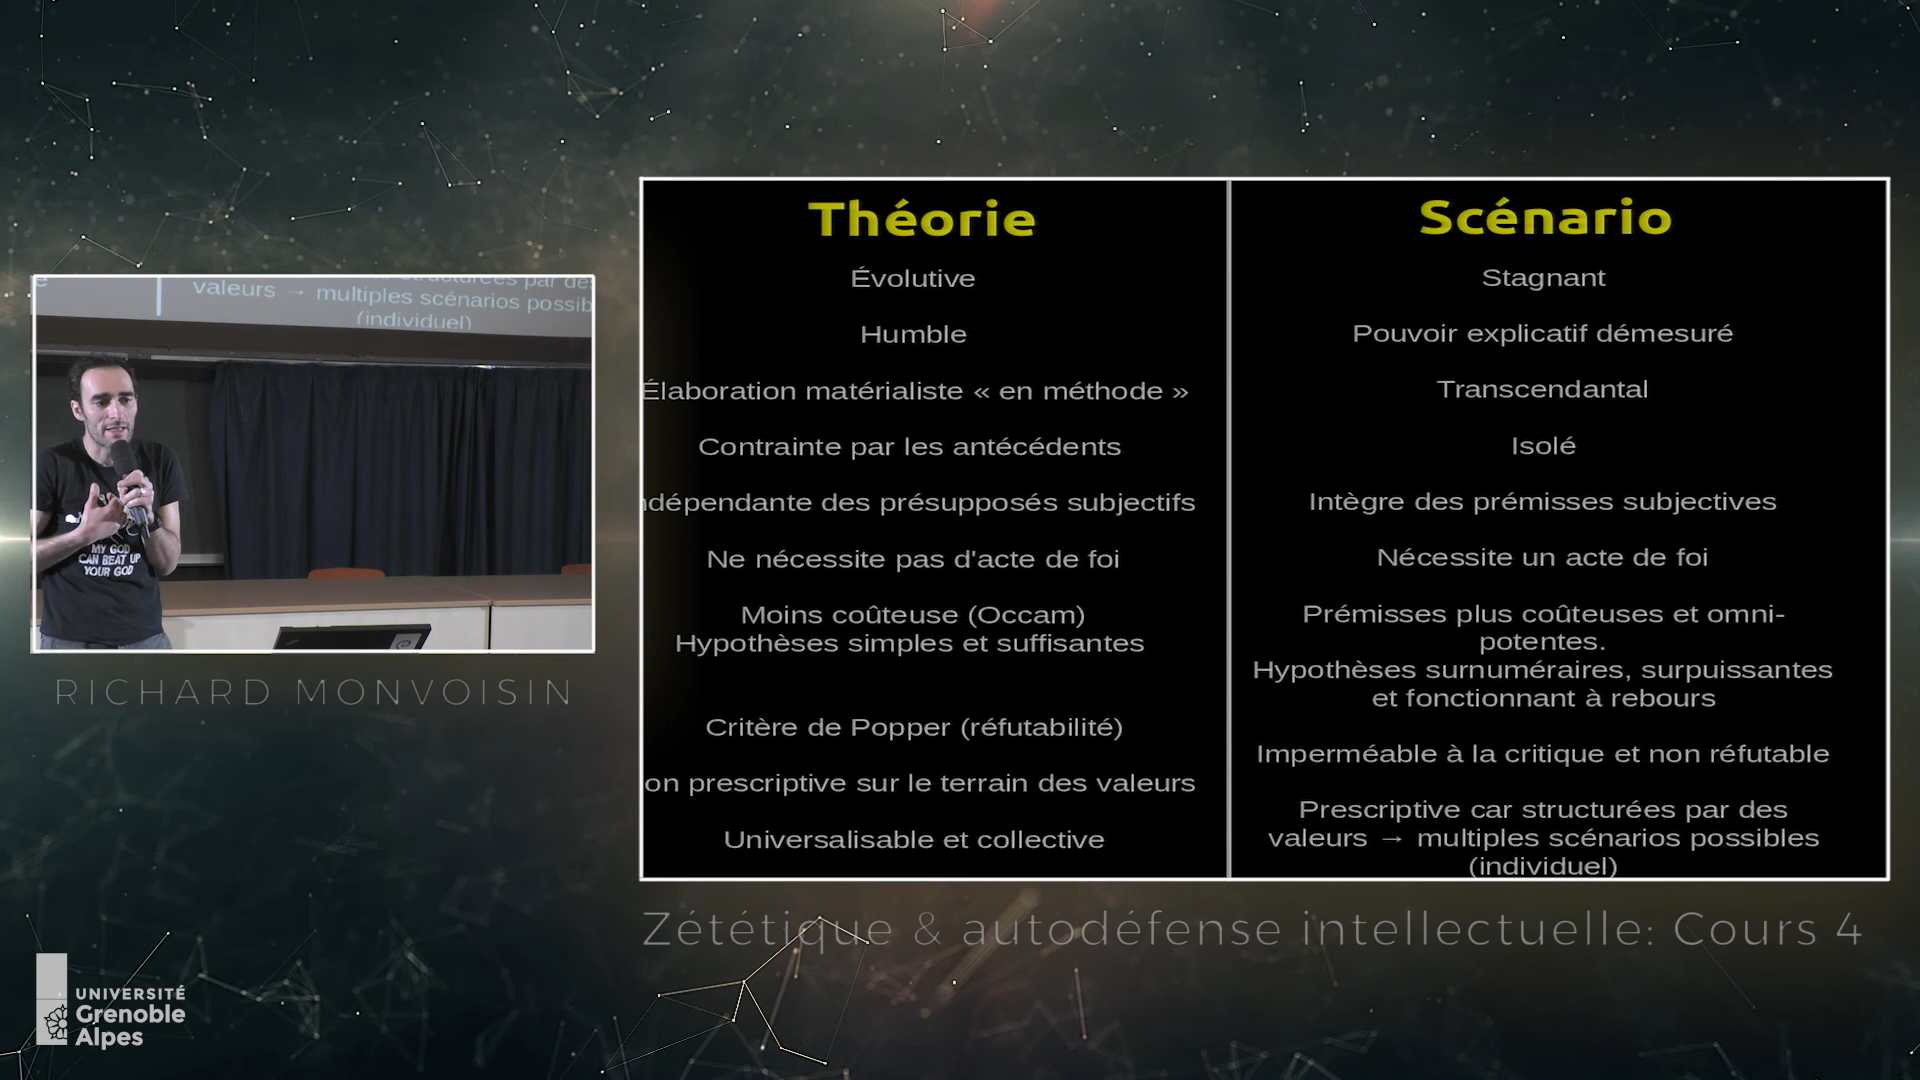 valeurs → multiples scénarios possib
(individuel)
MY GOD
CAN BEAT UP
YOUR GOD
RICHARD MONVOISIN
Théorie
Évolutive
Humble
Élaboration matérialiste « en méthode »
Contrainte par les antécédents
ndépendante des présupposés subjectifs
Ne nécessite pas d'acte de foi
Moins coûteuse (Occam)
Hypothèses simples et suffisantes
Critère de Popper (réfutabilité)
on prescriptive sur le terrain des valeurs
Universalisable et collective
Scénario
Stagnant
Pouvoir explicatif démesuré
Transcendantal
Isolé
Intègre des prémisses subjectives
Nécessite un acte de foi
Prémisses plus coûteuses et omni-
potentes.
Hypothèses surnuméraires, surpuissantes
et fonctionnant à rebours
Imperméable à la critique et non réfutable
Prescriptive car structurées par des
valeurs → multiples scénarios possibles
(individuel)
Zététique & autodéfense intellectuelle: Cours 4
UNIVERSITÉ
Grenoble
Alpes